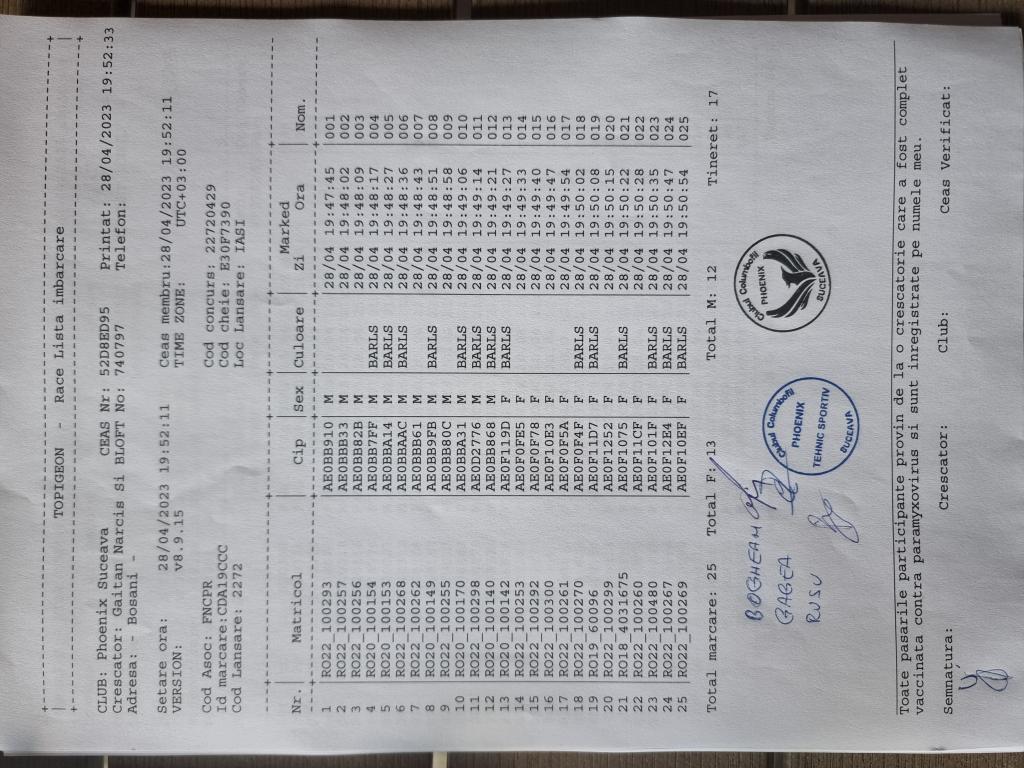 TOPIGEON - Race Lista imbarcare
CLUB: Phoenix Suceava CEAS Nr: 52D8ED95 Printat: 28/04/2023 19:52:33
Crescator: Gaitan Narcis Si BLOFT No: 740797 Telefon:
Adresa: - Bosani -
Setare ora: 28/04/2023 19:52:11 Ceas membru:28/04/2023 19:52:11
VERSION: v8.9.15 TIME ZONE: UTC+03:00
Cod Asoc: FNCPR Cod concurs: 22720429
Id marcare:CDA19CCC Cod cheie: E30F7390
Cod Lansare: 2272 Loc Lansare: IASI
Marked
Nr. | Matricol | Cip |Sex | Culoare | Zi Ora | Nom.
1 | RO22_100293 | AE0BB910 | M | | 28/04 19:47:45 | 001
2 | RO22_100257 | AE0BBB33 | M | | 28/04 19:48:02 | 002
3 | RO22_100256 | AE0BB82B | M | | 28/04 19:48:09 | 003
4 | RO20_100154 | AE0BB7FF | M | BARLS | 28/04 19:48:17 | 004
5 | RO20_100153 | AE0BBA14 | M | BARLS | 28/04 19:48:27 | 005
6 | RO22_100268 | AE0BBAAC | M | BARLS | 28/04 19:48:36 | 006
7 | RO22_100262 | AE0BBB61 | M | | 28/04 19:48:43 | 007
8 | RO20_100149 | AE0BB9FB | M | BARLS | 28/04 19:48:51 | 008
9 | RO22_100255 | AE0BB80C | M | | 28/04 19:48:58 | 009
10 | RO20_100170 | AE0BBA31 | M | BARLS | 28/04 19:49:06 | 010
11 | RO22_100298 | AE0D2776 | M | BARLS | 28/04 19:49:14 | 011
12 | RO20_100140 | AE0BB868 | M | BARLS | 28/04 19:49:21 | 012
13 | RO20_100142 | AE0F119D | F | BARLS | 28/04 19:49:27 | 013
14 | RO22_100253 | AE0F0FE5 | F | | 28/04 19:49:33 | 014
15 | RO22_100292 | AE0F0F78 | F | | 28/04 19:49:40 | 015
16 | RO22_100300 | AE0F10E3 | F | | 28/04 19:49:47 | 016
17 | RO22_100261 | AE0F0F5A | F | | 28/04 19:49:54 | 017
18 | RO22_100270 | AE0F0F4F | F | BARLS | 28/04 19:50:02 | 018
19 | RO19_60096 | AE0F11D7 | F | BARLS | 28/04 19:50:08 | 019
20 | RO22_100299 | AE0F1252 | F | | 28/04 19:50:15 | 020
21 | RO18_4031675 | AE0F1075 | F | BARLS | 28/04 19:50:22 | 021
22 | RO22_100260 | AE0F11CF | F | | 28/04 19:50:28 | 022
23 | RO22_100480 | AE0F101F | F | BARLS | 28/04 19:50:35 | 023
24 | RO22_100267 | AE0F12E4 | F | BARLS | 28/04 19:50:47 | 024
25 | RO22_100269 | AE0F10EF | F | BARLS | 28/04 19:50:54 | 025
Total marcare: 25 Total F: 13 Total M: 12 Tineret: 17
BOGHEAN
GABEA
RUSU
Clubul Columbofil
PHOENIX
TEHNIC SPORTIV
SUCEAVA
Clubul Columbofil
PHOENIX
SUCEAVA
Toate pasarile participante provin de la o crescatorie care a fost complet
vaccinata contra paramyxovirus si sunt inregistrate pe numele meu.
Semnatura: Crescator: Club: Ceas Verificat: